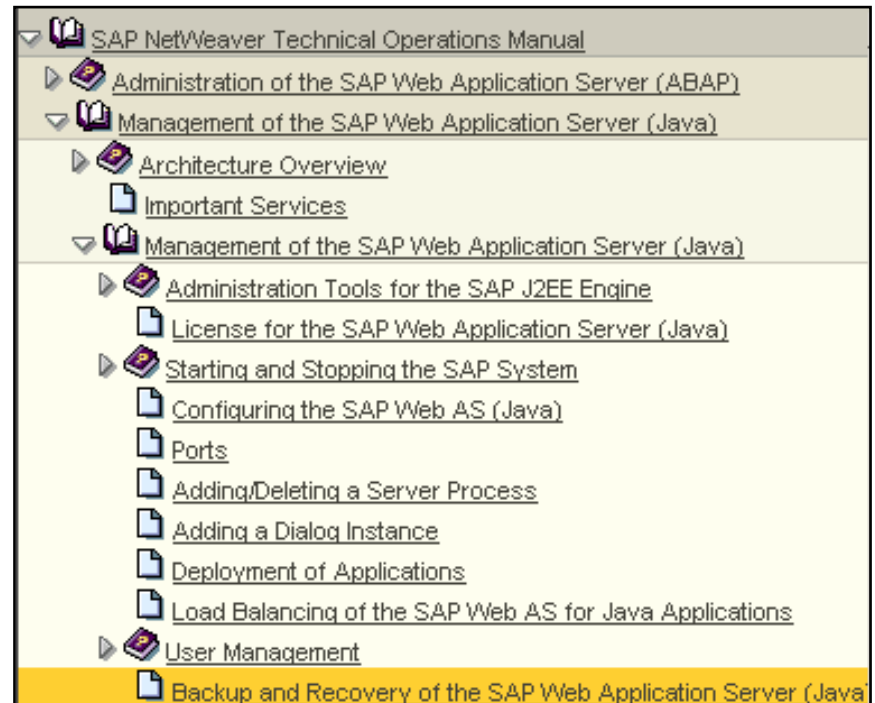 SAP NetWeaver Technical Operations Manual
Administration of the SAP Web Application Server (ABAP)
Management of the SAP Web Application Server (Java)
Architecture Overview
Important Services
Management of the SAP Web Application Server (Java)
Administration Tools for the SAP J2EE Engine
License for the SAP Web Application Server (Java)
Starting and Stopping the SAP System
Configuring the SAP Web AS (Java)
Ports
Adding/Deleting a Server Process
Adding a Dialog Instance
Deployment of Applications
Load Balancing of the SAP Web AS for Java Applications
User Management
Backup and Recovery of the SAP Web Application Server (Java)